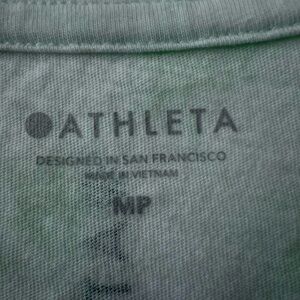 ATHLETA
DESIGNED IN SAN FRANCISCO
MADE IN VIETNAM
MP